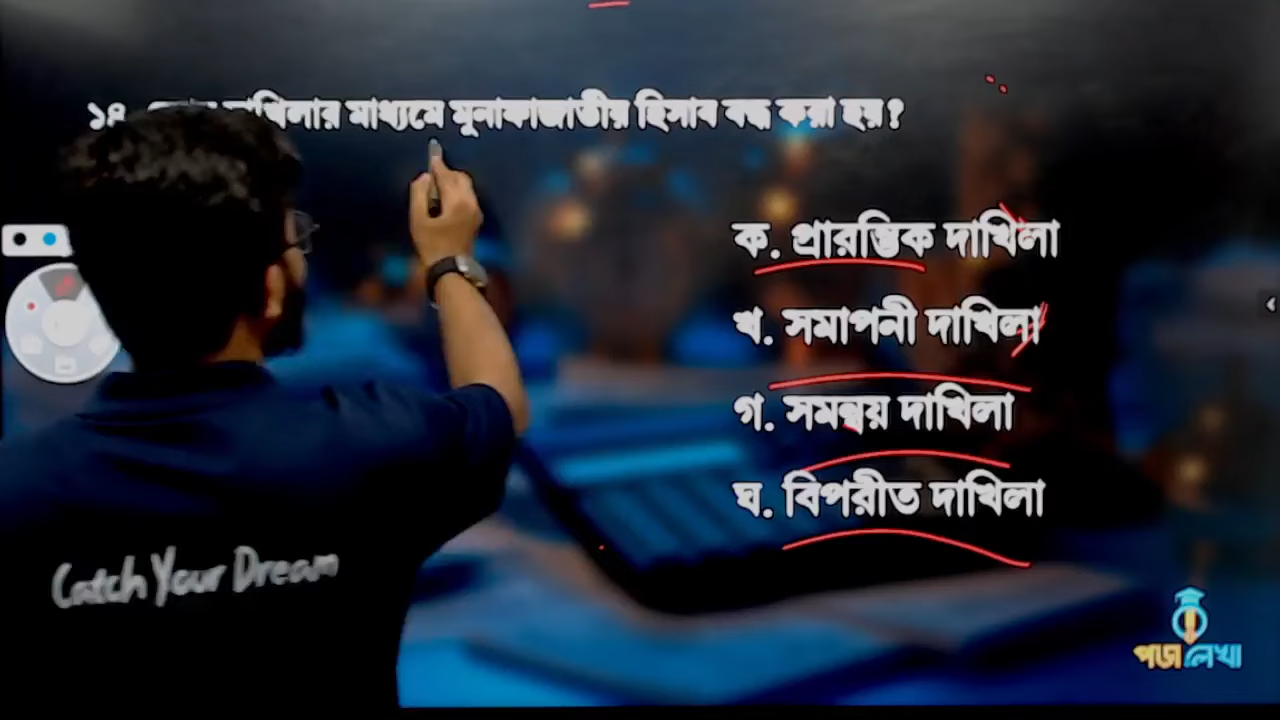 ১৪ দাখিলার মাধ্যমে মুনাফাজাতীয় হিসাব বন্ধ করা হয়?
ক. প্রারম্ভিক দাখিলা
খ. সমাপনী দাখিলা
গ. সমন্বয় দাখিলা
ঘ. বিপরীত দাখিলা
Catch Your Dream
পড়ালেখা